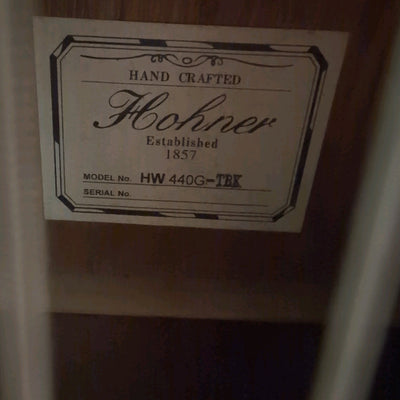 HAND CRAFTED
Hohner
Established
1857
MODEL No. HW 440G-TBK
SERIAL No.